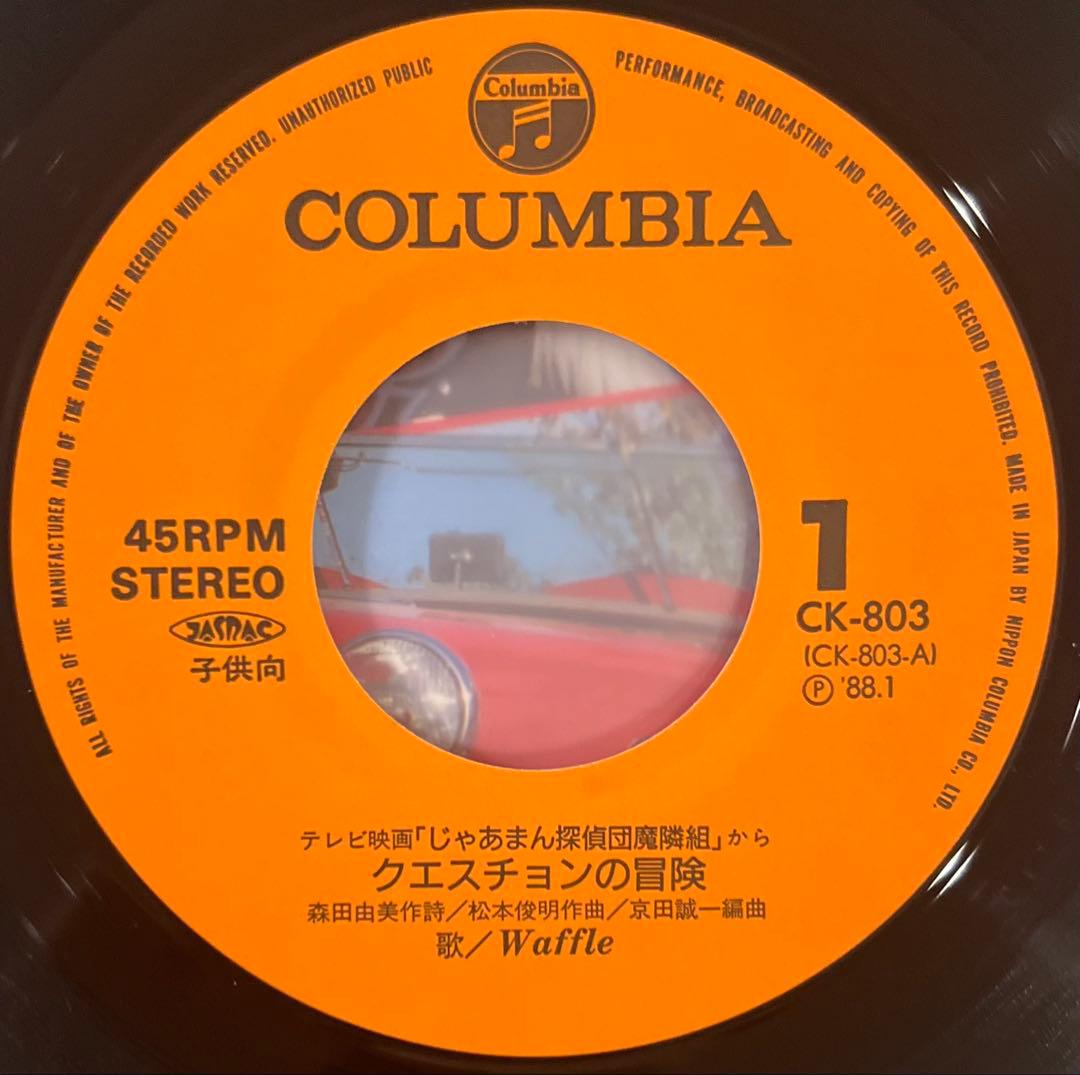 ALL RIGHTS OF THE MANUFACTURER AND OF THE OWNER OF THE RECORDED WORK RESERVED. UNAUTHORIZED PUBLIC PERFORMANCE, BROADCASTING AND COPYING OF THIS RECORD PROHIBITED. MADE IN JAPAN BY NIPPON COLUMBIA CO., LTD.
Columbia
COLUMBIA
45RPM
STEREO
JASRAC
子供向
1
CK-803
(CK-803-A)
Ⓟ '88.1
テレビ映画「じゃあまん探偵団魔隣組」から
クエスチョンの冒険
森田由美作詩/松本俊明作曲/京田誠一編曲
歌/Waffle